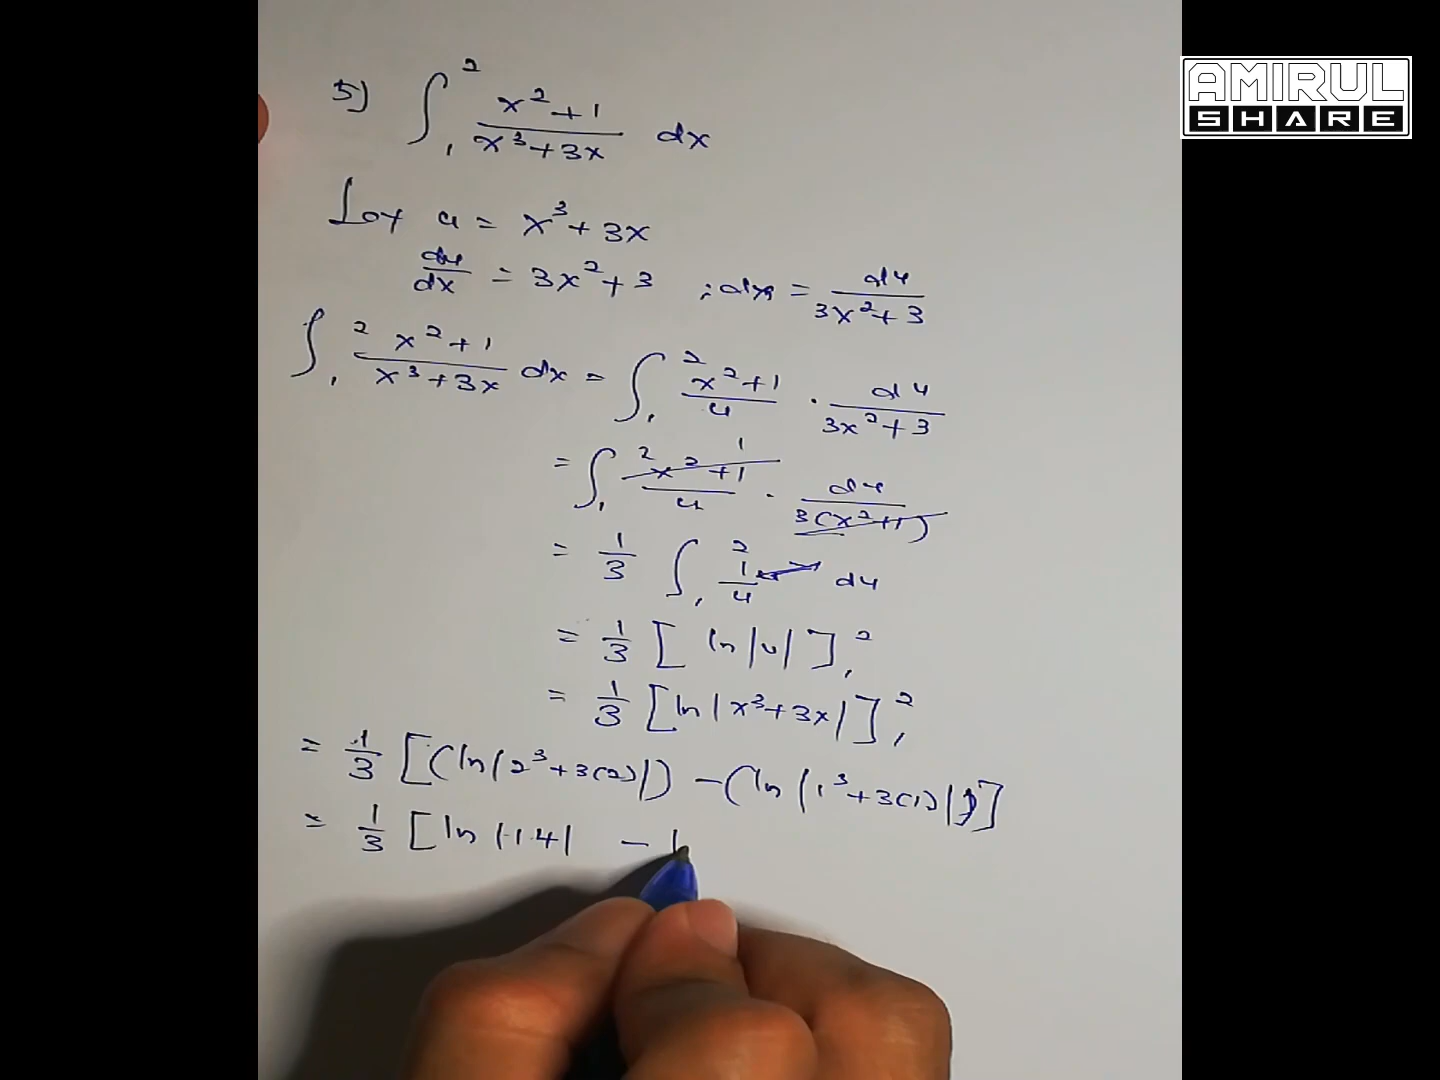 AMIRUL
SHARE
5) ∫₁² (x²+1)/(x³+3x) dx
Let u = x³+3x
du/dx = 3x²+3 ; dx = du/(3x²+3)
∫₁² (x²+1)/(x³+3x) dx = ∫₁² (x²+1)/u · du/(3x²+3)
= ∫₁² (x²+1)/u · du/3(x²+1)
= 1/3 ∫₁² 1/u du
= 1/3 [ln|u|]₁²
= 1/3 [ln|x³+3x|]₁²
= 1/3 [(ln|2³+3(2)|) − (ln|1³+3(1)|)]
= 1/3 [ln|14| − l